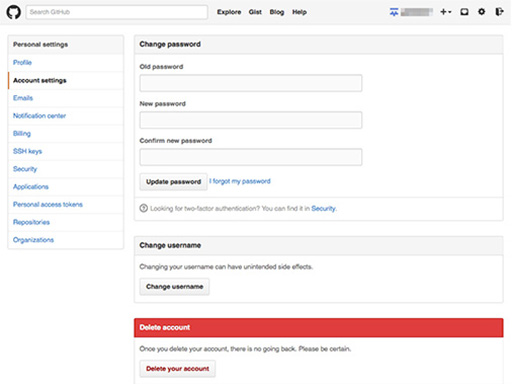 Search GitHub
Explore Gist Blog Help
Personal settings
Profile
Account settings
Emails
Notification center
Billing
SSH keys
Security
Applications
Personal access tokens
Repositories
Organizations
Change password
Old password
New password
Confirm new password
Update password I forgot my password
Looking for two-factor authentication? You can find it in Security.
Change username
Changing your username can have unintended side effects.
Change username
Delete account
Once you delete your account, there is no going back. Please be certain.
Delete your account